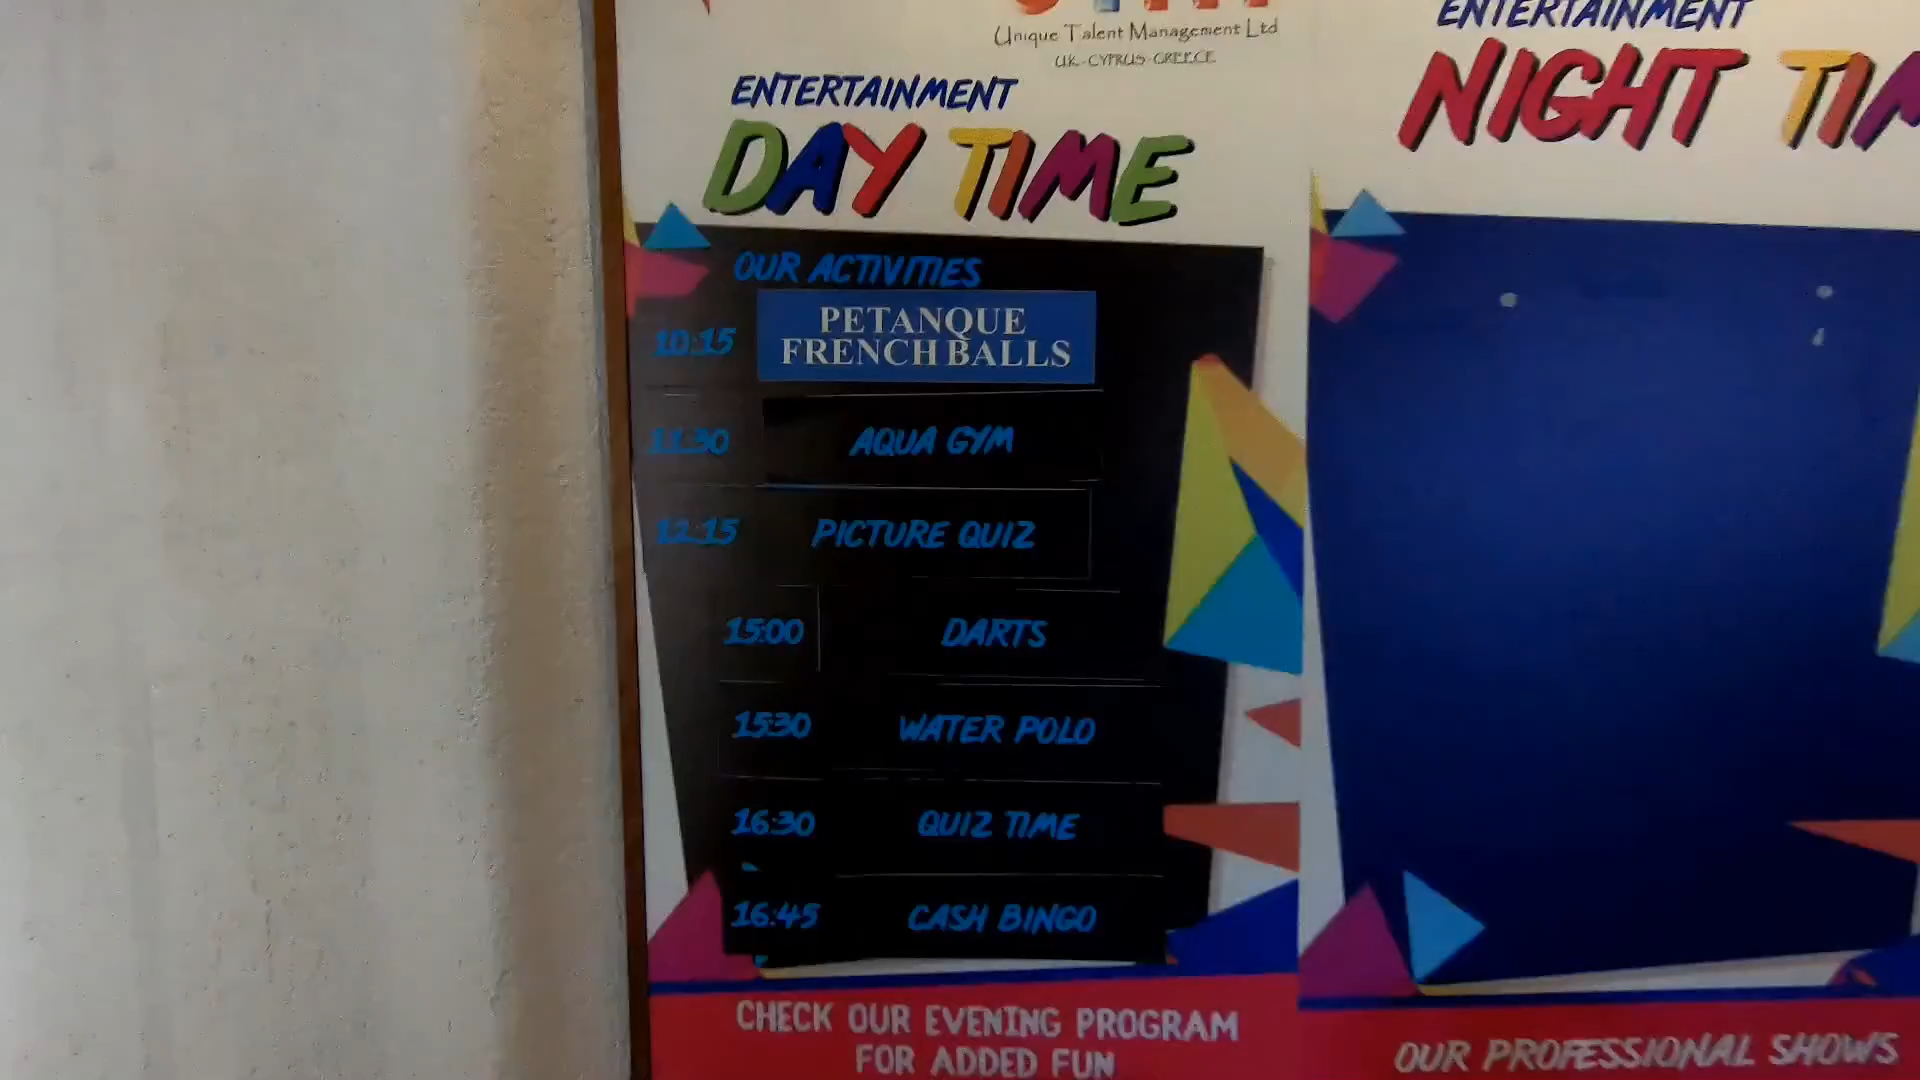 Unique Talent Management Ltd
UK-CYPRUS-GREECE
ENTERTAINMENT
DAY TIME
OUR ACTIVITIES
10:15 PETANQUE FRENCH BALLS
11:30 AQUA GYM
12:15 PICTURE QUIZ
15:00 DARTS
15:30 WATER POLO
16:30 QUIZ TIME
16:45 CASH BINGO
CHECK OUR EVENING PROGRAM
FOR ADDED FUN
ENTERTAINMENT
NIGHT
OUR PROFESSIONAL SHOWS